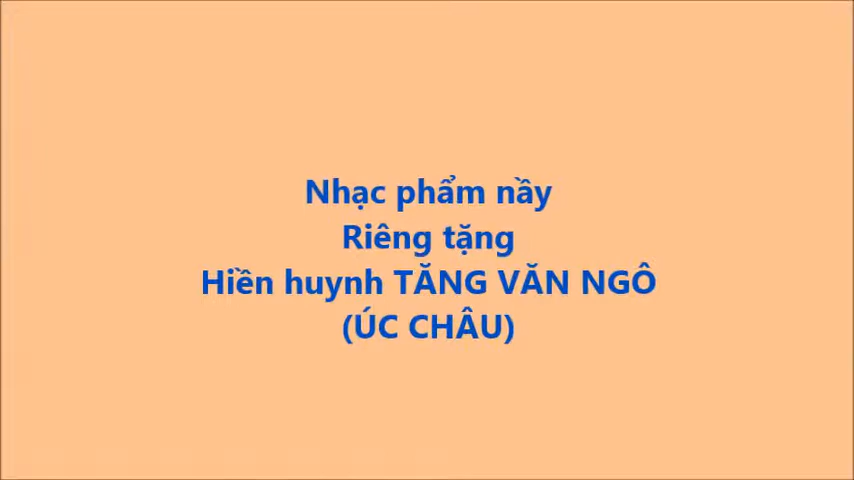 Nhạc phẩm nầy
Riêng tặng
Hiền huynh TĂNG VĂN NGÔ
(ÚC CHÂU)